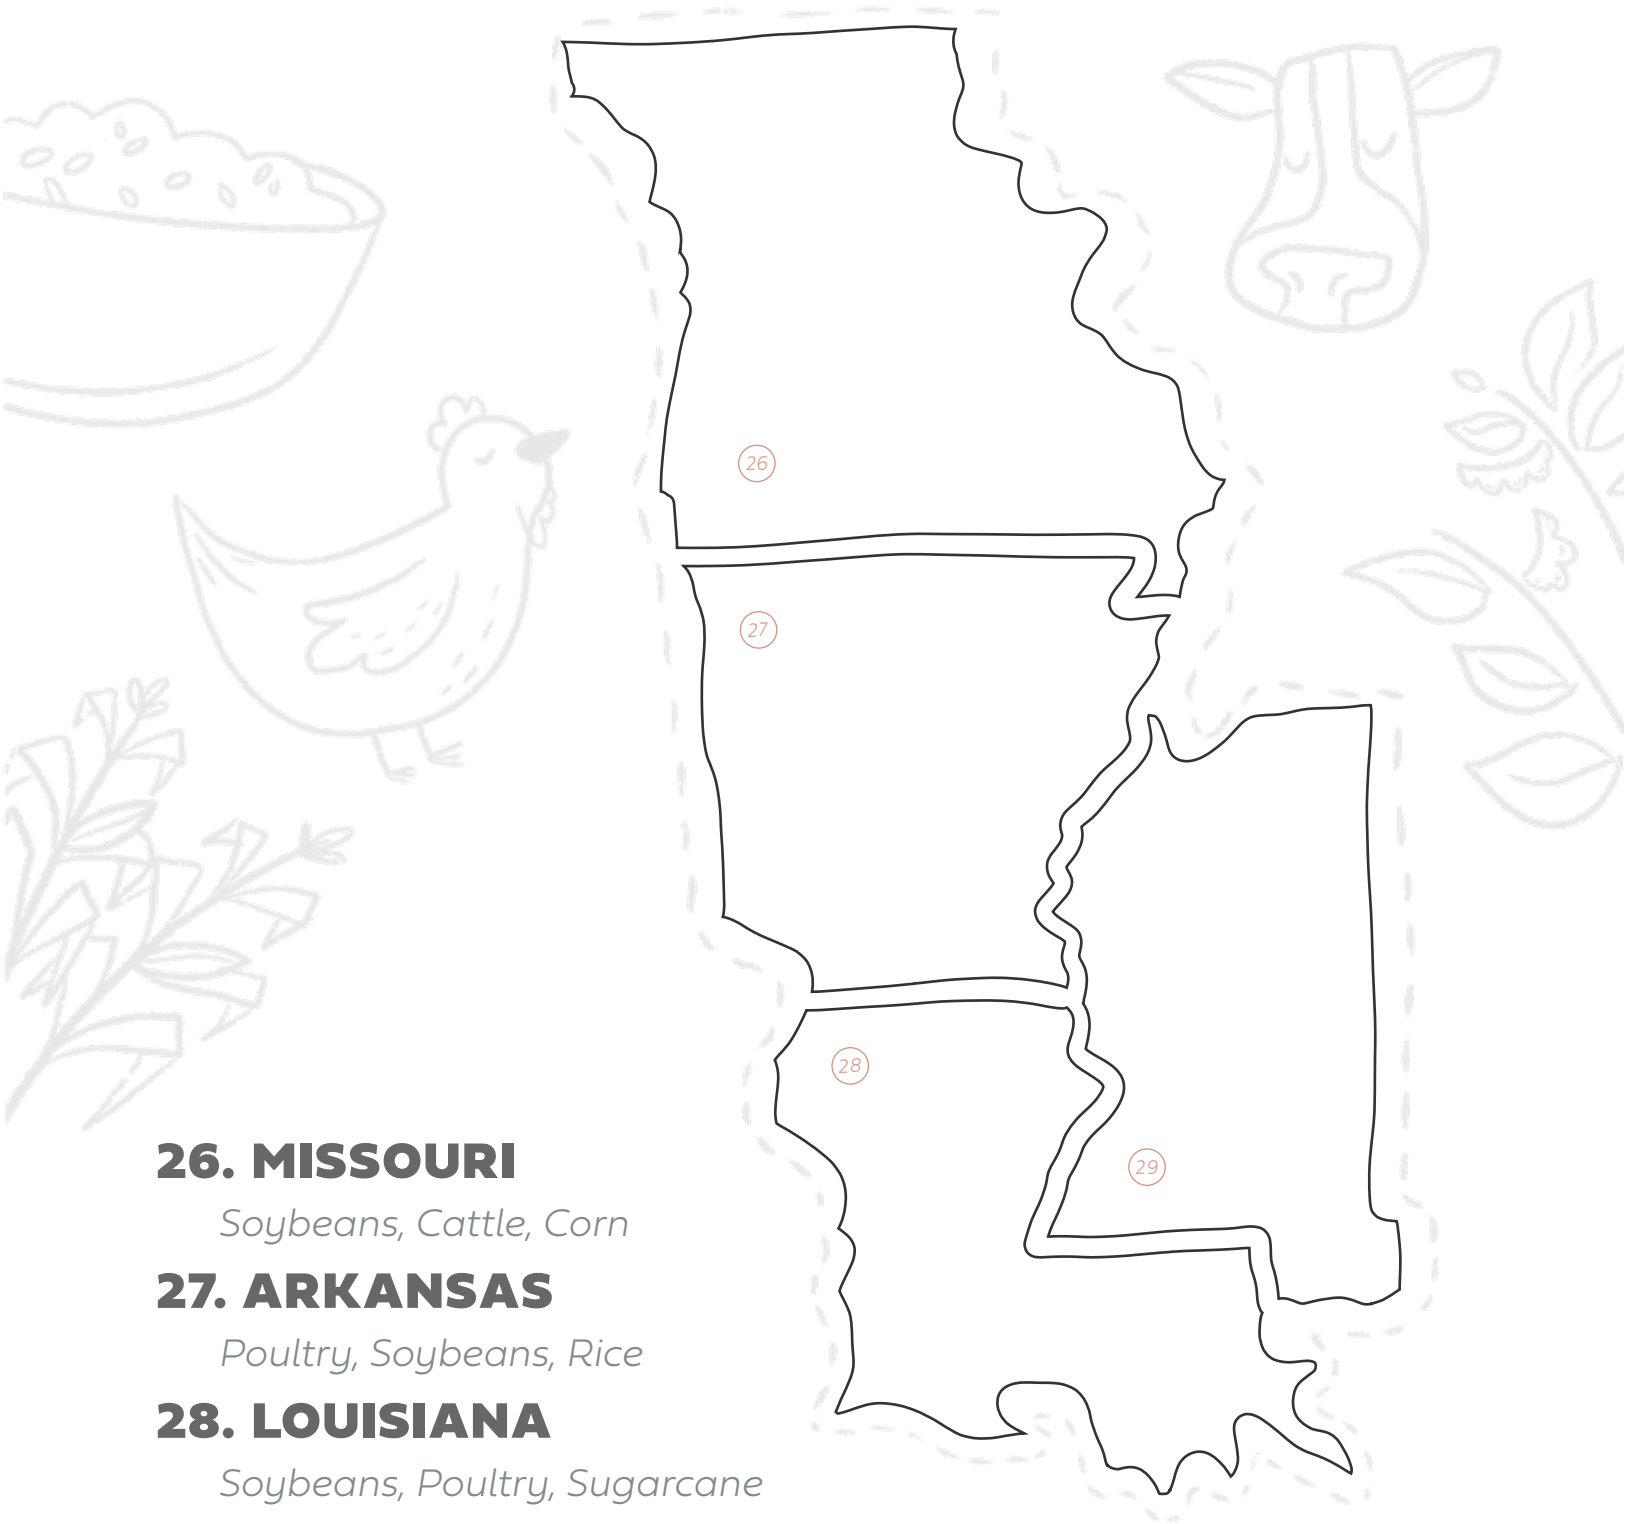 26
27
28
29
26. MISSOURI
Soybeans, Cattle, Corn
27. ARKANSAS
Poultry, Soybeans, Rice
28. LOUISIANA
Soybeans, Poultry, Sugarcane